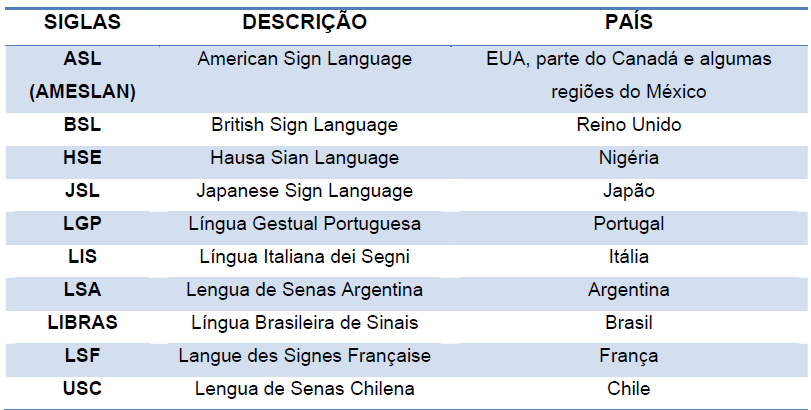 SIGLAS DESCRIÇÃO PAÍS
ASL American Sign Language EUA, parte do Canadá e algumas
(AMESLAN) regiões do México
BSL British Sign Language Reino Unido
HSE Hausa Sian Language Nigéria
JSL Japanese Sign Language Japão
LGP Língua Gestual Portuguesa Portugal
LIS Língua Italiana dei Segni Itália
LSA Lengua de Senas Argentina Argentina
LIBRAS Língua Brasileira de Sinais Brasil
LSF Langue des Signes Française França
USC Lengua de Senas Chilena Chile